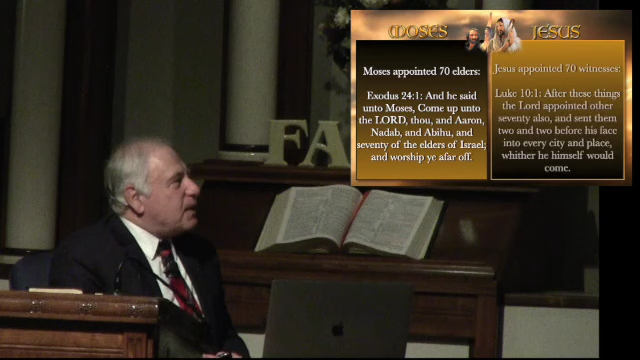 MOSES
Moses appointed 70 elders:
Exodus 24:1: And he said
unto Moses, Come up unto
the LORD, thou, and Aaron,
Nadab, and Abihu, and
seventy of the elders of Israel;
and worship ye afar off.
JESUS
Jesus appointed 70 witnesses:
Luke 10:1: After these things
the Lord appointed other
seventy also, and sent them
two and two before his face
into every city and place,
whither he himself would
come.
FA